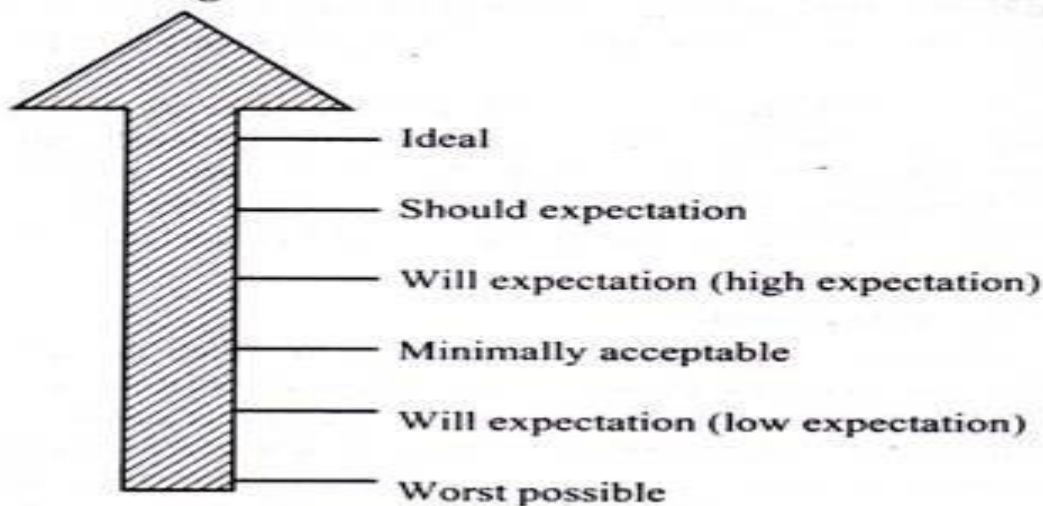 Ideal
Should expectation
Will expectation (high expectation)
Minimally acceptable
Will expectation (low expectation)
Worst possible